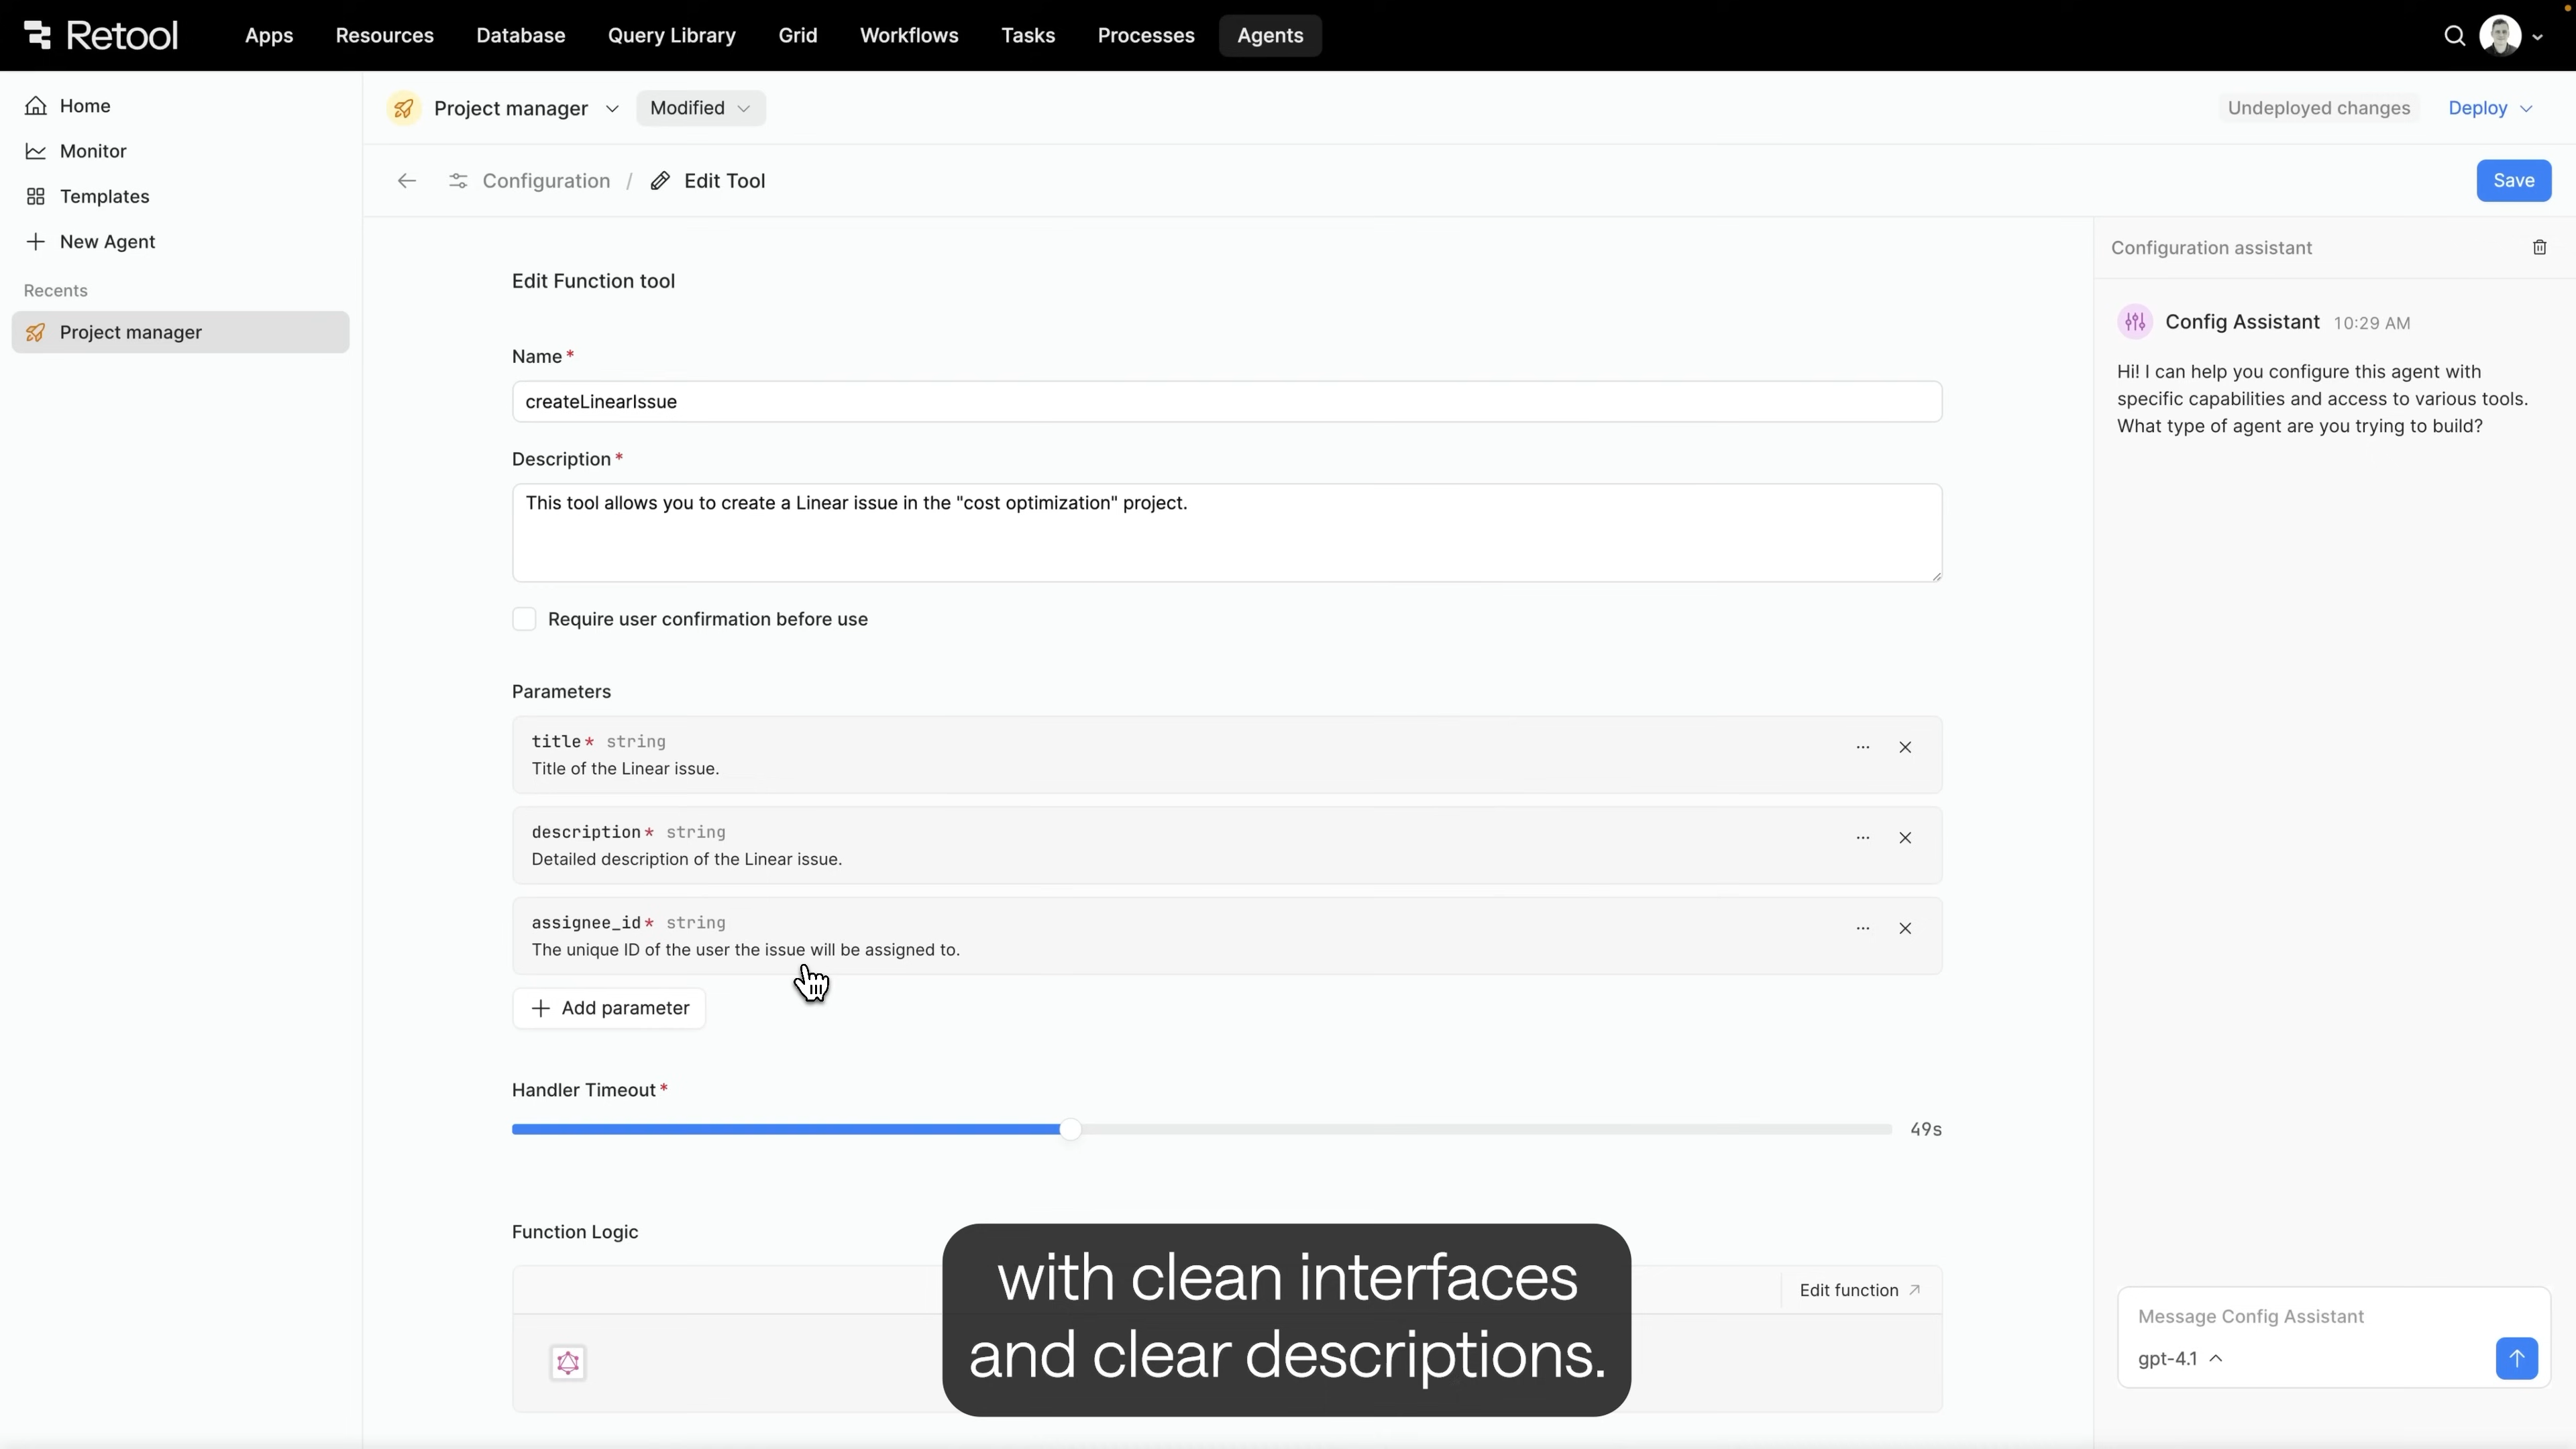 Retool
Apps
Resources
Database
Query Library
Grid
Workflows
Tasks
Processes
Agents
Home
Monitor
Templates
New Agent
Recents
Project manager
Project manager
Modified
Undeployed changes
Deploy
Configuration / Edit Tool
Save
Edit Function tool
Name *
createLinearIssue
Description *
This tool allows you to create a Linear issue in the "cost optimization" project.
Require user confirmation before use
Parameters
title* string
Title of the Linear issue.
description* string
Detailed description of the Linear issue.
assignee_id* string
The unique ID of the user the issue will be assigned to.
Add parameter
Handler Timeout *
49s
Function Logic
Edit function
Configuration assistant
Config Assistant 10:29 AM
Hi! I can help you configure this agent with
specific capabilities and access to various tools.
What type of agent are you trying to build?
Message Config Assistant
gpt-4.1
with clean interfaces
and clear descriptions.